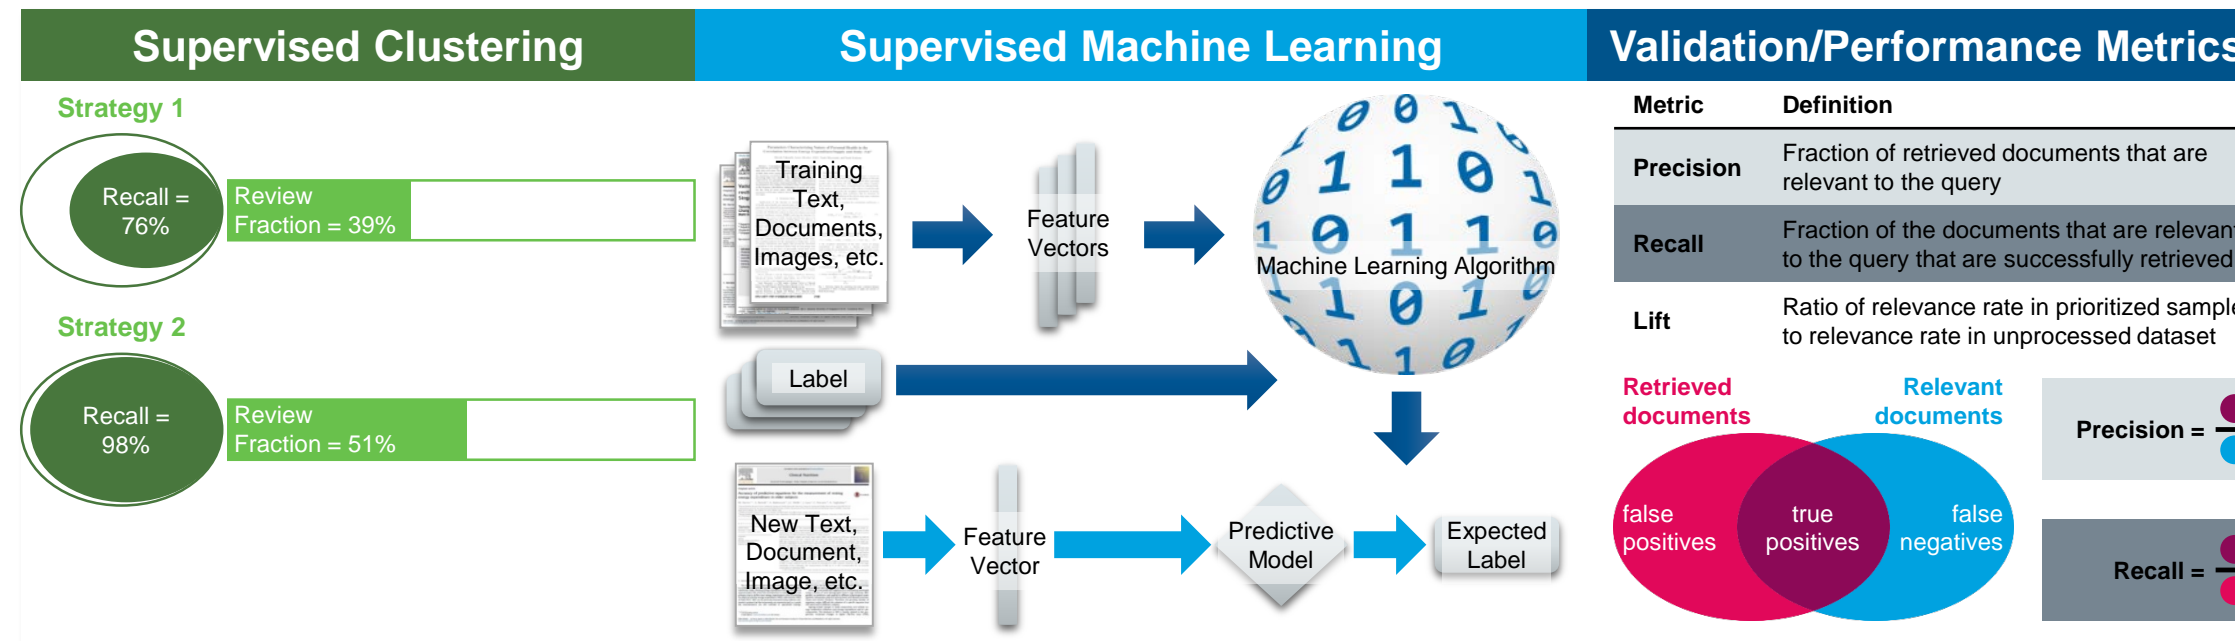 Supervised Clustering
Strategy 1
Recall =
76%
Review
Fraction = 39%
Strategy 2
Recall =
98%
Review
Fraction = 51%
Supervised Machine Learning
Training
Text,
Documents,
Images, etc.
Feature
Vectors
Machine Learning Algorithm
Label
New Text,
Document,
Image, etc.
Feature
Vector
Predictive
Model
Expected
Label
Validation/Performance Metrics
Metric Definition
Precision
Fraction of retrieved documents that are
relevant to the query
Recall
Fraction of the documents that are relevant
to the query that are successfully retrieved
Lift
Ratio of relevance rate in prioritized sample
to relevance rate in unprocessed dataset
Retrieved
documents
Relevant
documents
false
positives
true
positives
false
negatives
Precision =
Recall =